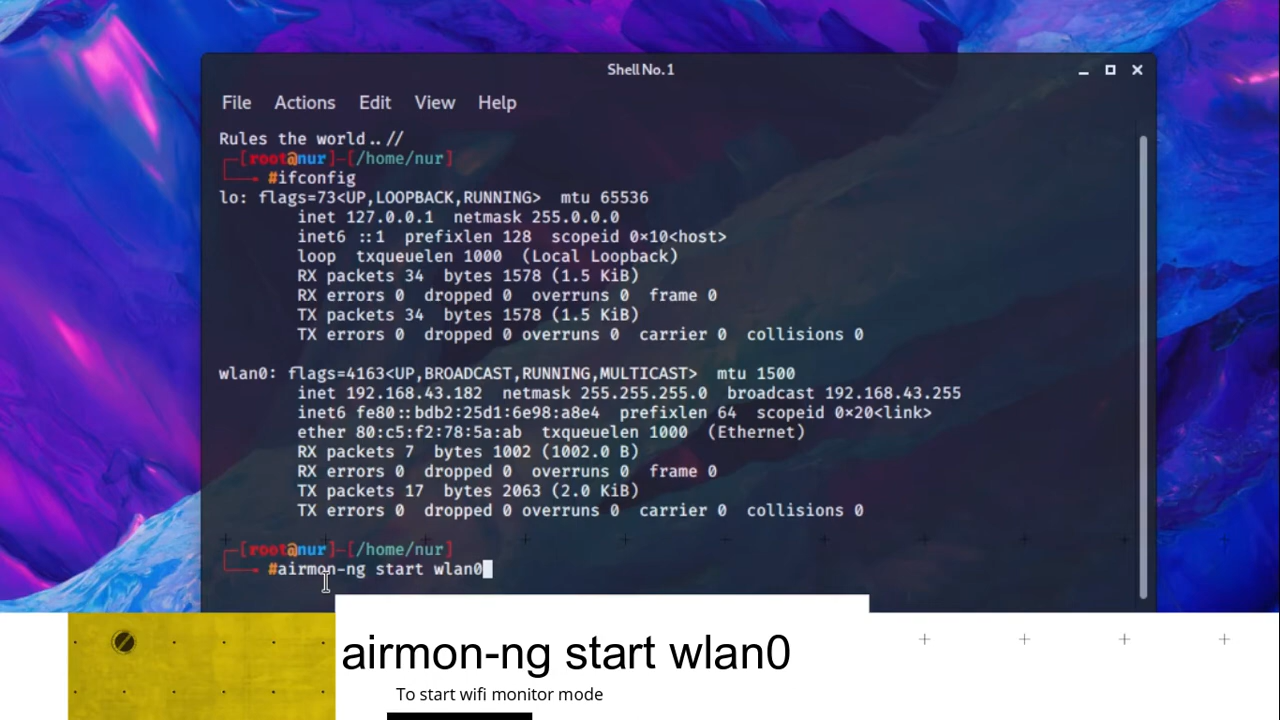 Shell No. 1
File Actions Edit View Help
Rules the world..//
[root@nur]-[/home/nur]
#ifconfig
lo: flags=73<UP,LOOPBACK,RUNNING>  mtu 65536
inet 127.0.0.1  netmask 255.0.0.0
inet6 ::1  prefixlen 128  scopeid 0×10<host>
loop  txqueuelen 1000  (Local Loopback)
RX packets 34  bytes 1578 (1.5 KiB)
RX errors 0  dropped 0  overruns 0  frame 0
TX packets 34  bytes 1578 (1.5 KiB)
TX errors 0  dropped 0 overruns 0  carrier 0  collisions 0
wlan0: flags=4163<UP,BROADCAST,RUNNING,MULTICAST>  mtu 1500
inet 192.168.43.182  netmask 255.255.255.0  broadcast 192.168.43.255
inet6 fe80::bdb2:25d1:6e98:a8e4  prefixlen 64  scopeid 0×20<link>
ether 80:c5:f2:78:5a:ab  txqueuelen 1000  (Ethernet)
RX packets 7  bytes 1002 (1002.0 B)
RX errors 0  dropped 0  overruns 0  frame 0
TX packets 17  bytes 2063 (2.0 KiB)
TX errors 0  dropped 0 overruns 0  carrier 0  collisions 0
[root@nur]-[/home/nur]
#airmon-ng start wlan0
airmon-ng start wlan0
To start wifi monitor mode